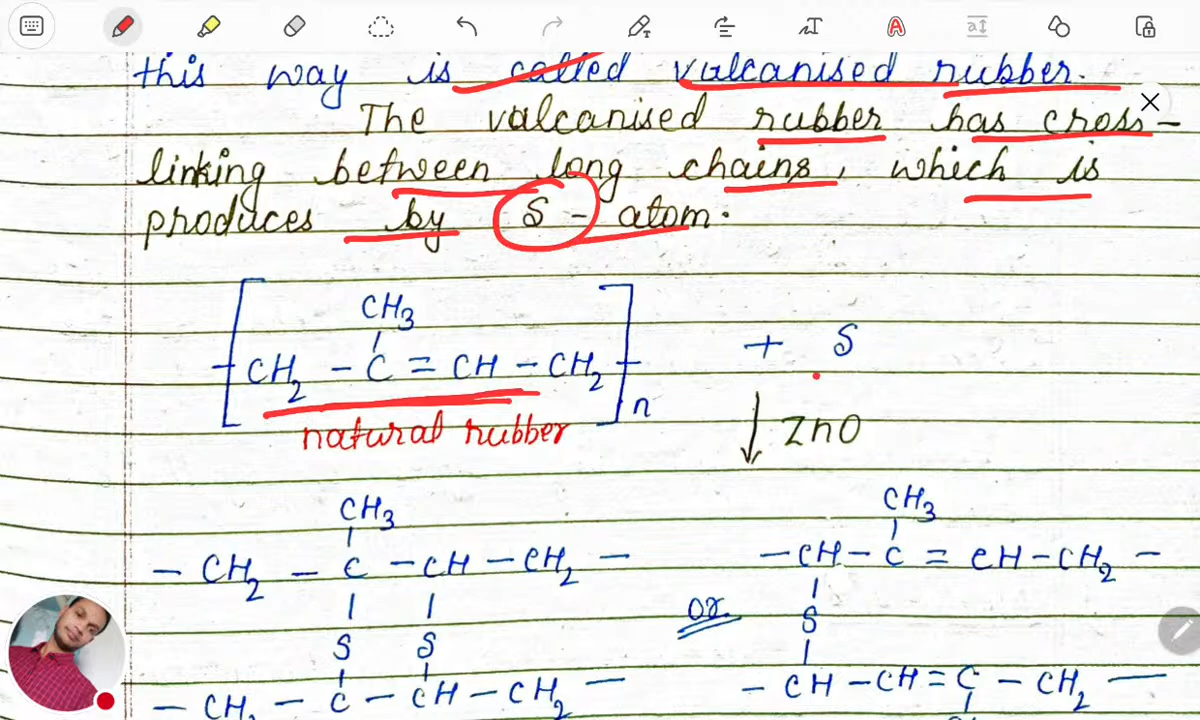 this way is called vulcanised rubber.
The valcanised rubber has cross-
linking between long chains, which is
produces by S-atom.
CH3
[CH2 - C = CH - CH2]n + S
natural rubber
↓ ZnO
CH3 CH3
- CH2 - C - CH - CH2 - - CH - C = CH - CH2 -
or
S S S
- CH2 - C - CH - CH2 - - CH - CH = C - CH2 -